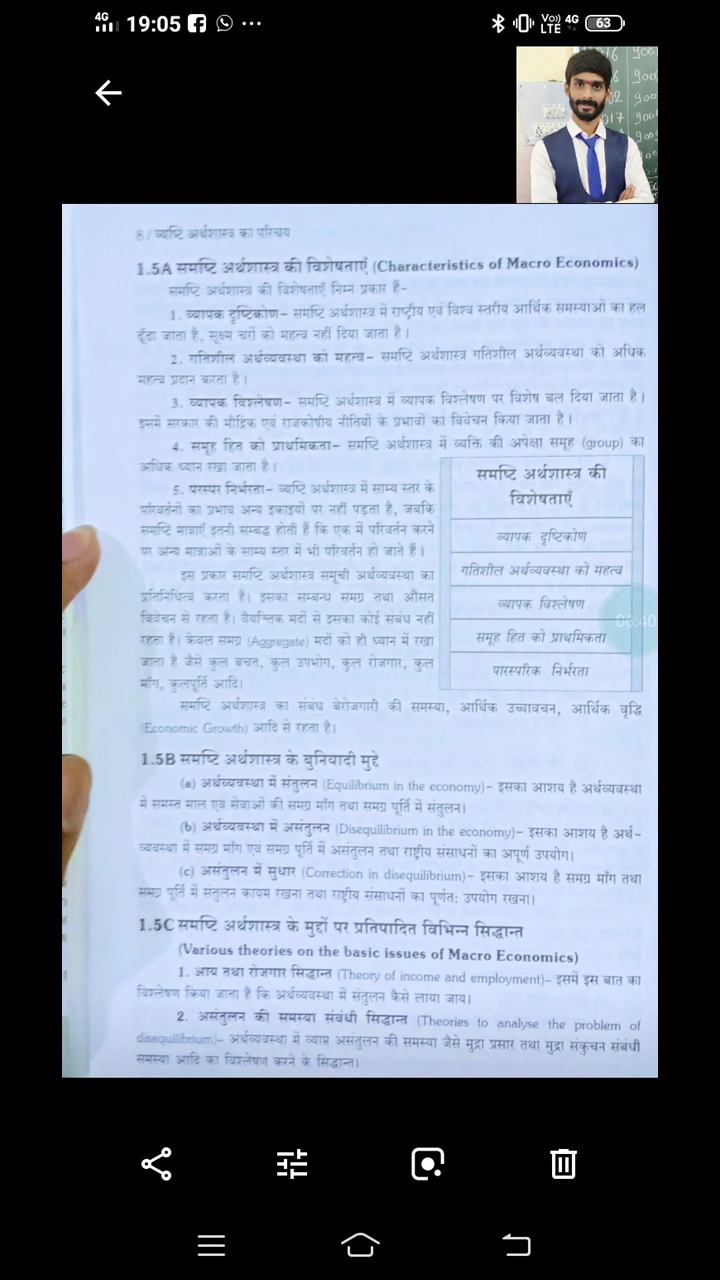 4G 19:05 Vo)) LTE 4G 63
8 / व्यष्टि अर्थशास्त्र का परिचय
1.5A समष्टि अर्थशास्त्र की विशेषताएँ (Characteristics of Macro Economics)
समष्टि अर्थशास्त्र की विशेषताएँ निम्न प्रकार हैं–
1. व्यापक दृष्टिकोण– समष्टि अर्थशास्त्र में राष्ट्रीय एवं विश्व स्तरीय आर्थिक समस्याओं का हल
ढूँढा जाता है, सूक्ष्म चरों को महत्व नहीं दिया जाता है।
2. गतिशील अर्थव्यवस्था को महत्व– समष्टि अर्थशास्त्र गतिशील अर्थव्यवस्था को अधिक
महत्व प्रदान करता है।
3. व्यापक विश्लेषण– समष्टि अर्थशास्त्र में व्यापक विश्लेषण पर विशेष बल दिया जाता है।
इसमें सरकार की मौद्रिक एवं राजकोषीय नीतियों के प्रभावों का विवेचन किया जाता है।
4. समूह हित को प्राथमिकता– समष्टि अर्थशास्त्र में व्यक्ति की अपेक्षा समूह (group) का
अधिक ध्यान रखा जाता है।
5. परस्पर निर्भरता– व्यष्टि अर्थशास्त्र में साम्य स्तर के
परिवर्तनों का प्रभाव अन्य इकाइयों पर नहीं पड़ता है, जबकि
समष्टि मात्राएँ इतनी सम्बद्ध होती हैं कि एक में परिवर्तन करने
पर अन्य मात्राओं के साम्य स्तर में भी परिवर्तन हो जाते हैं।
इस प्रकार समष्टि अर्थशास्त्र समूची अर्थव्यवस्था का
प्रतिनिधित्व करता है। इसका सम्बन्ध समग्र तथा औसत
विवेचन से रहता है। वैयक्तिक मदों से इसका कोई संबंध नहीं
रहता है। केवल समग्र (Aggregate) मदों को ही ध्यान में रखा
जाता है जैसे कुल बचत, कुल उपभोग, कुल रोजगार, कुल
माँग, कुलपूर्ति आदि।
समष्टि अर्थशास्त्र की
विशेषताएँ
व्यापक दृष्टिकोण
गतिशील अर्थव्यवस्था को महत्व
व्यापक विश्लेषण
06:40
समूह हित को प्राथमिकता
पारस्परिक निर्भरता
समष्टि अर्थशास्त्र का संबंध बेरोजगारी की समस्या, आर्थिक उच्चावचन, आर्थिक वृद्धि
(Economic Growth) आदि से रहता है।
1.5B समष्टि अर्थशास्त्र के बुनियादी मुद्दे
(a) अर्थव्यवस्था में संतुलन (Equilibrium in the economy)– इसका आशय है अर्थव्यवस्था
में समस्त माल एवं सेवाओं की समग्र माँग तथा समग्र पूर्ति में संतुलन।
(b) अर्थव्यवस्था में असंतुलन (Disequilibrium in the economy)– इसका आशय है अर्थ-
व्यवस्था में समग्र माँग एवं समग्र पूर्ति में असंतुलन तथा राष्ट्रीय संसाधनों का अपूर्ण उपयोग।
(c) असंतुलन में सुधार (Correction in disequilibrium)– इसका आशय है समग्र माँग तथा
समग्र पूर्ति में संतुलन कायम रखना तथा राष्ट्रीय संसाधनों का पूर्णत: उपयोग रखना।
1.5C समष्टि अर्थशास्त्र के मुद्दों पर प्रतिपादित विभिन्न सिद्धान्त
(Various theories on the basic issues of Macro Economics)
1. आय तथा रोजगार सिद्धान्त (Theory of income and employment)– इसमें इस बात का
विश्लेषण किया जाता है कि अर्थव्यवस्था में संतुलन कैसे लाया जाय।
2. असंतुलन की समस्या संबंधी सिद्धान्त (Theories to analyse the problem of
disequilibrium)– अर्थव्यवस्था में व्याप्त असंतुलन की समस्या जैसे मुद्रा प्रसार तथा मुद्रा संकुचन संबंधी
समस्या आदि का विश्लेषण करने के सिद्धान्त।